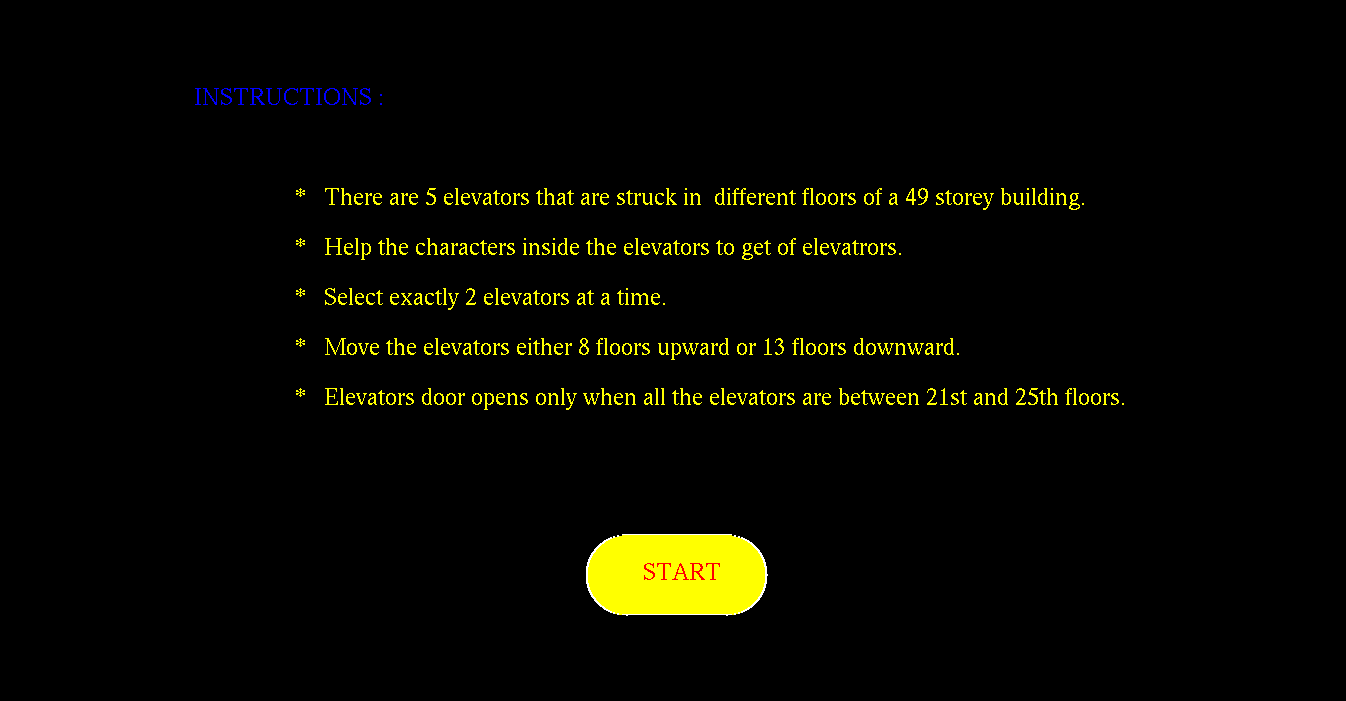 INSTRUCTIONS :
* There are 5 elevators that are struck in  different floors of a 49 storey building.
* Help the characters inside the elevators to get of elevatrors.
* Select exactly 2 elevators at a time.
* Move the elevators either 8 floors upward or 13 floors downward.
* Elevators door opens only when all the elevators are between 21st and 25th floors.
START